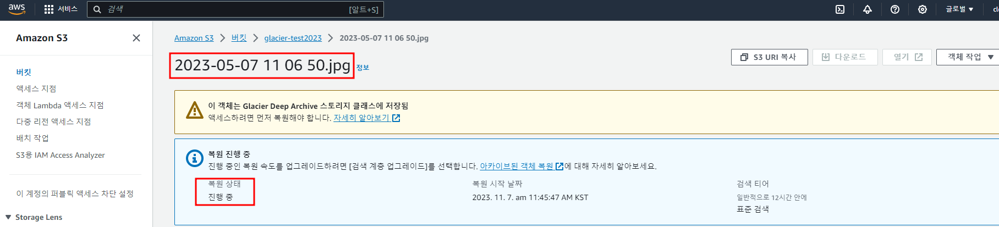 aws
서비스
검색
[알트+S]
글로벌
Amazon S3
버킷
액세스 지점
객체 Lambda 액세스 지점
다중 리전 액세스 지점
배치 작업
S3용 IAM Access Analyzer
이 계정의 퍼블릭 액세스 차단 설정
Storage Lens
Amazon S3 > 버킷 > glacier-test2023 > 2023-05-07 11 06 50.jpg
2023-05-07 11 06 50.jpg 정보
S3 URI 복사
다운로드
열기
객체 작업
이 객체는 Glacier Deep Archive 스토리지 클래스에 저장됨
액세스하려면 먼저 복원해야 합니다. 자세히 알아보기
복원 진행 중
진행 중인 복원 속도를 업그레이드하려면 [검색 계층 업그레이드]를 선택합니다. 아카이브된 객체 복원에 대해 자세히 알아보세요.
복원 상태
진행 중
복원 시작 날짜
2023. 11. 7. am 11:45:47 AM KST
검색 티어
일반적으로 12시간 안에
표준 검색